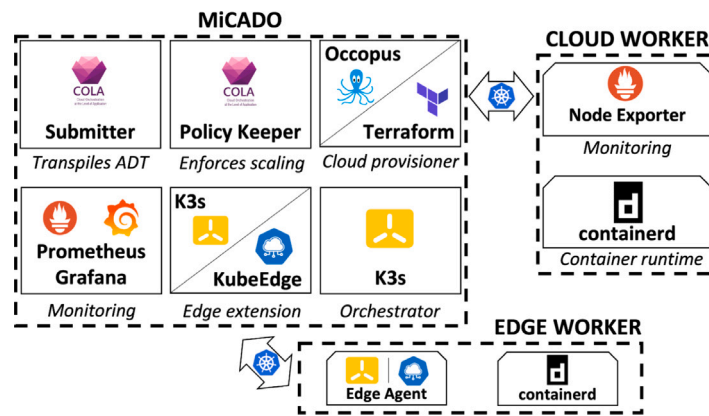 MiCADO
COLA
Submitter
Transpiles ADT
COLA
Policy Keeper
Enforces scaling
Occopus
Terraform
Cloud provisioner
Prometheus
Grafana
Monitoring
K3s
KubeEdge
Edge extension
K3s
Orchestrator
CLOUD WORKER
Node Exporter
Monitoring
d
containerd
Container runtime
EDGE WORKER
Edge Agent
d
containerd